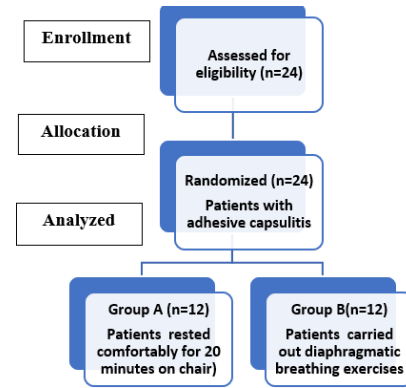 Enrollment
Assessed for
eligibility (n=24)
Allocation
Randomized (n=24)
Patients with
adhesive capsulitis
Analyzed
Group A (n=12)
Patients rested
comfortably for 20
minutes on chair)
Group B(n=12)
Patients carried
out diaphragmatic
breathing exercises